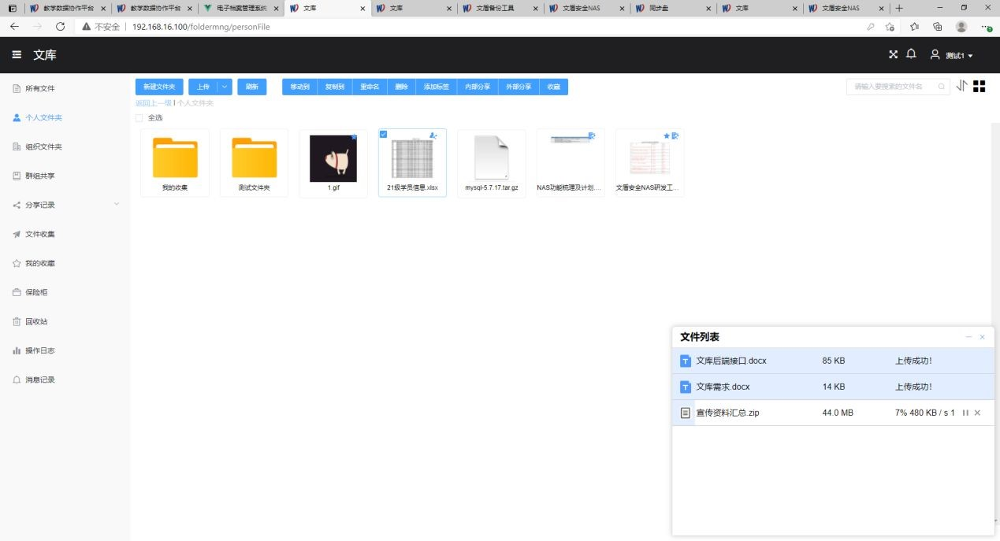 教学数据协作平台
教学数据协作平台
电子档案管理系统
文库
文库
文盾备份工具
文盾安全NAS
同步盘
文库
文盾安全NAS
不安全 | 192.168.16.100/foldermng/personFile
文库
测试1
所有文件
个人文件夹
组织文件夹
群组共享
分享记录
文件收集
我的收藏
保险柜
回收站
操作日志
消息记录
新建文件夹 上传 刷新 移动到 复制到 重命名 删除 添加标签 内部分享 外部分享 收藏
请输入要搜索的文件名
返回上一级 | 个人文件夹
全选
我的收集
测试文件夹
1.gif
21级学员信息.xlsx
mysql-5.7.17.tar.gz
NAS功能梳理及计划....
文盾安全NAS研发工...
文件列表
文库后端接口.docx 85 KB 上传成功!
文库需求.docx 14 KB 上传成功!
宣传资料汇总.zip 44.0 MB 7% 480 KB / s 1